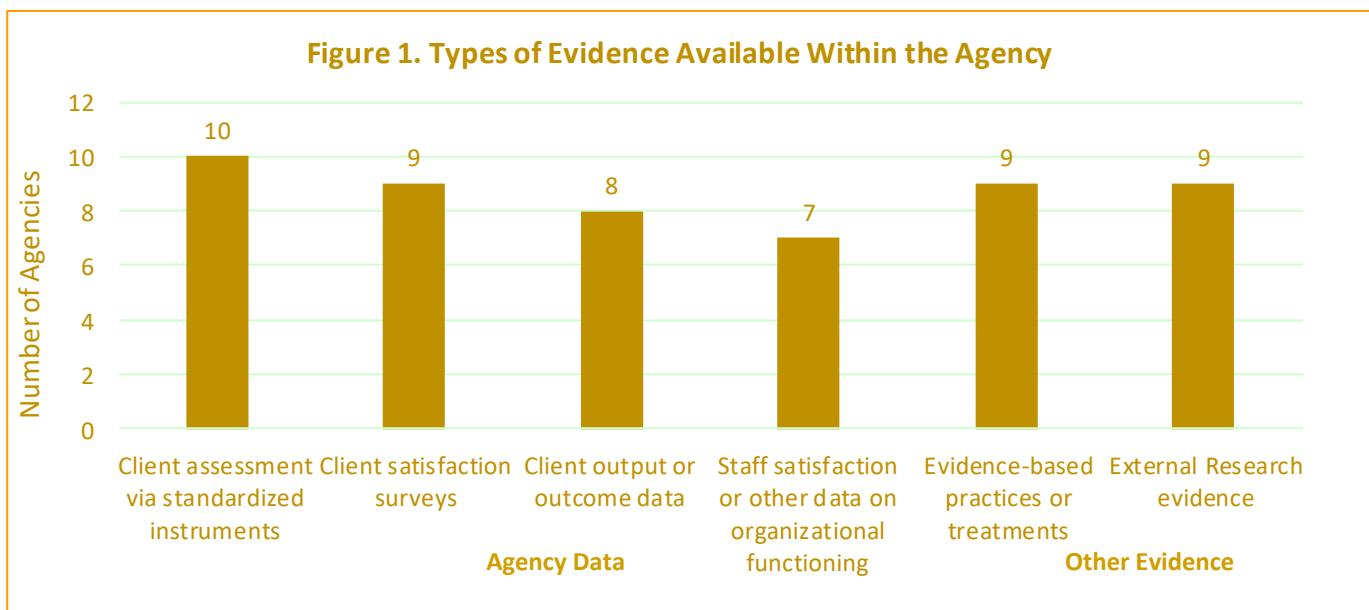 Figure 1. Types of Evidence Available Within the Agency
Number of Agencies
12
10
8
6
4
2
0
10
9
8
7
9
9
Client assessment
via standardized
instruments
Client satisfaction
surveys
Client output or
outcome data
Staff satisfaction
or other data on
organizational
functioning
Evidence-based
practices or
treatments
External Research
evidence
Agency Data
Other Evidence